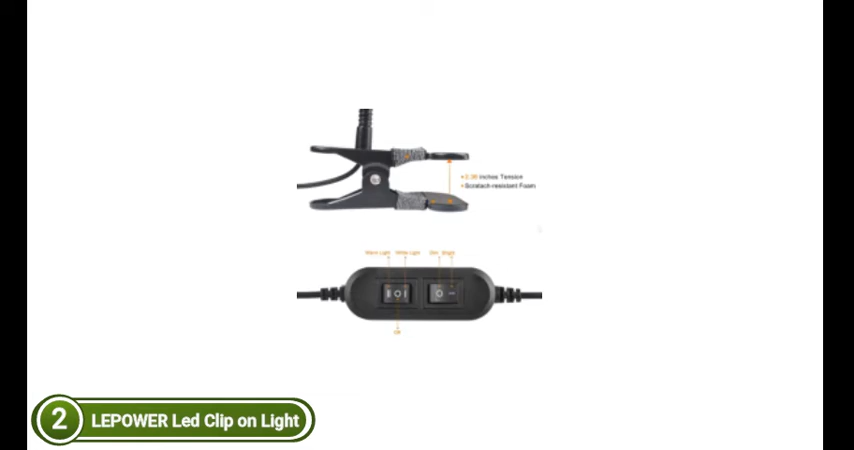 • 2.36 inches Tension
• Scratach-resistant Foam
Warm Light White Light Dim Bright
Off
2 LEPOWER Led Clip on Light